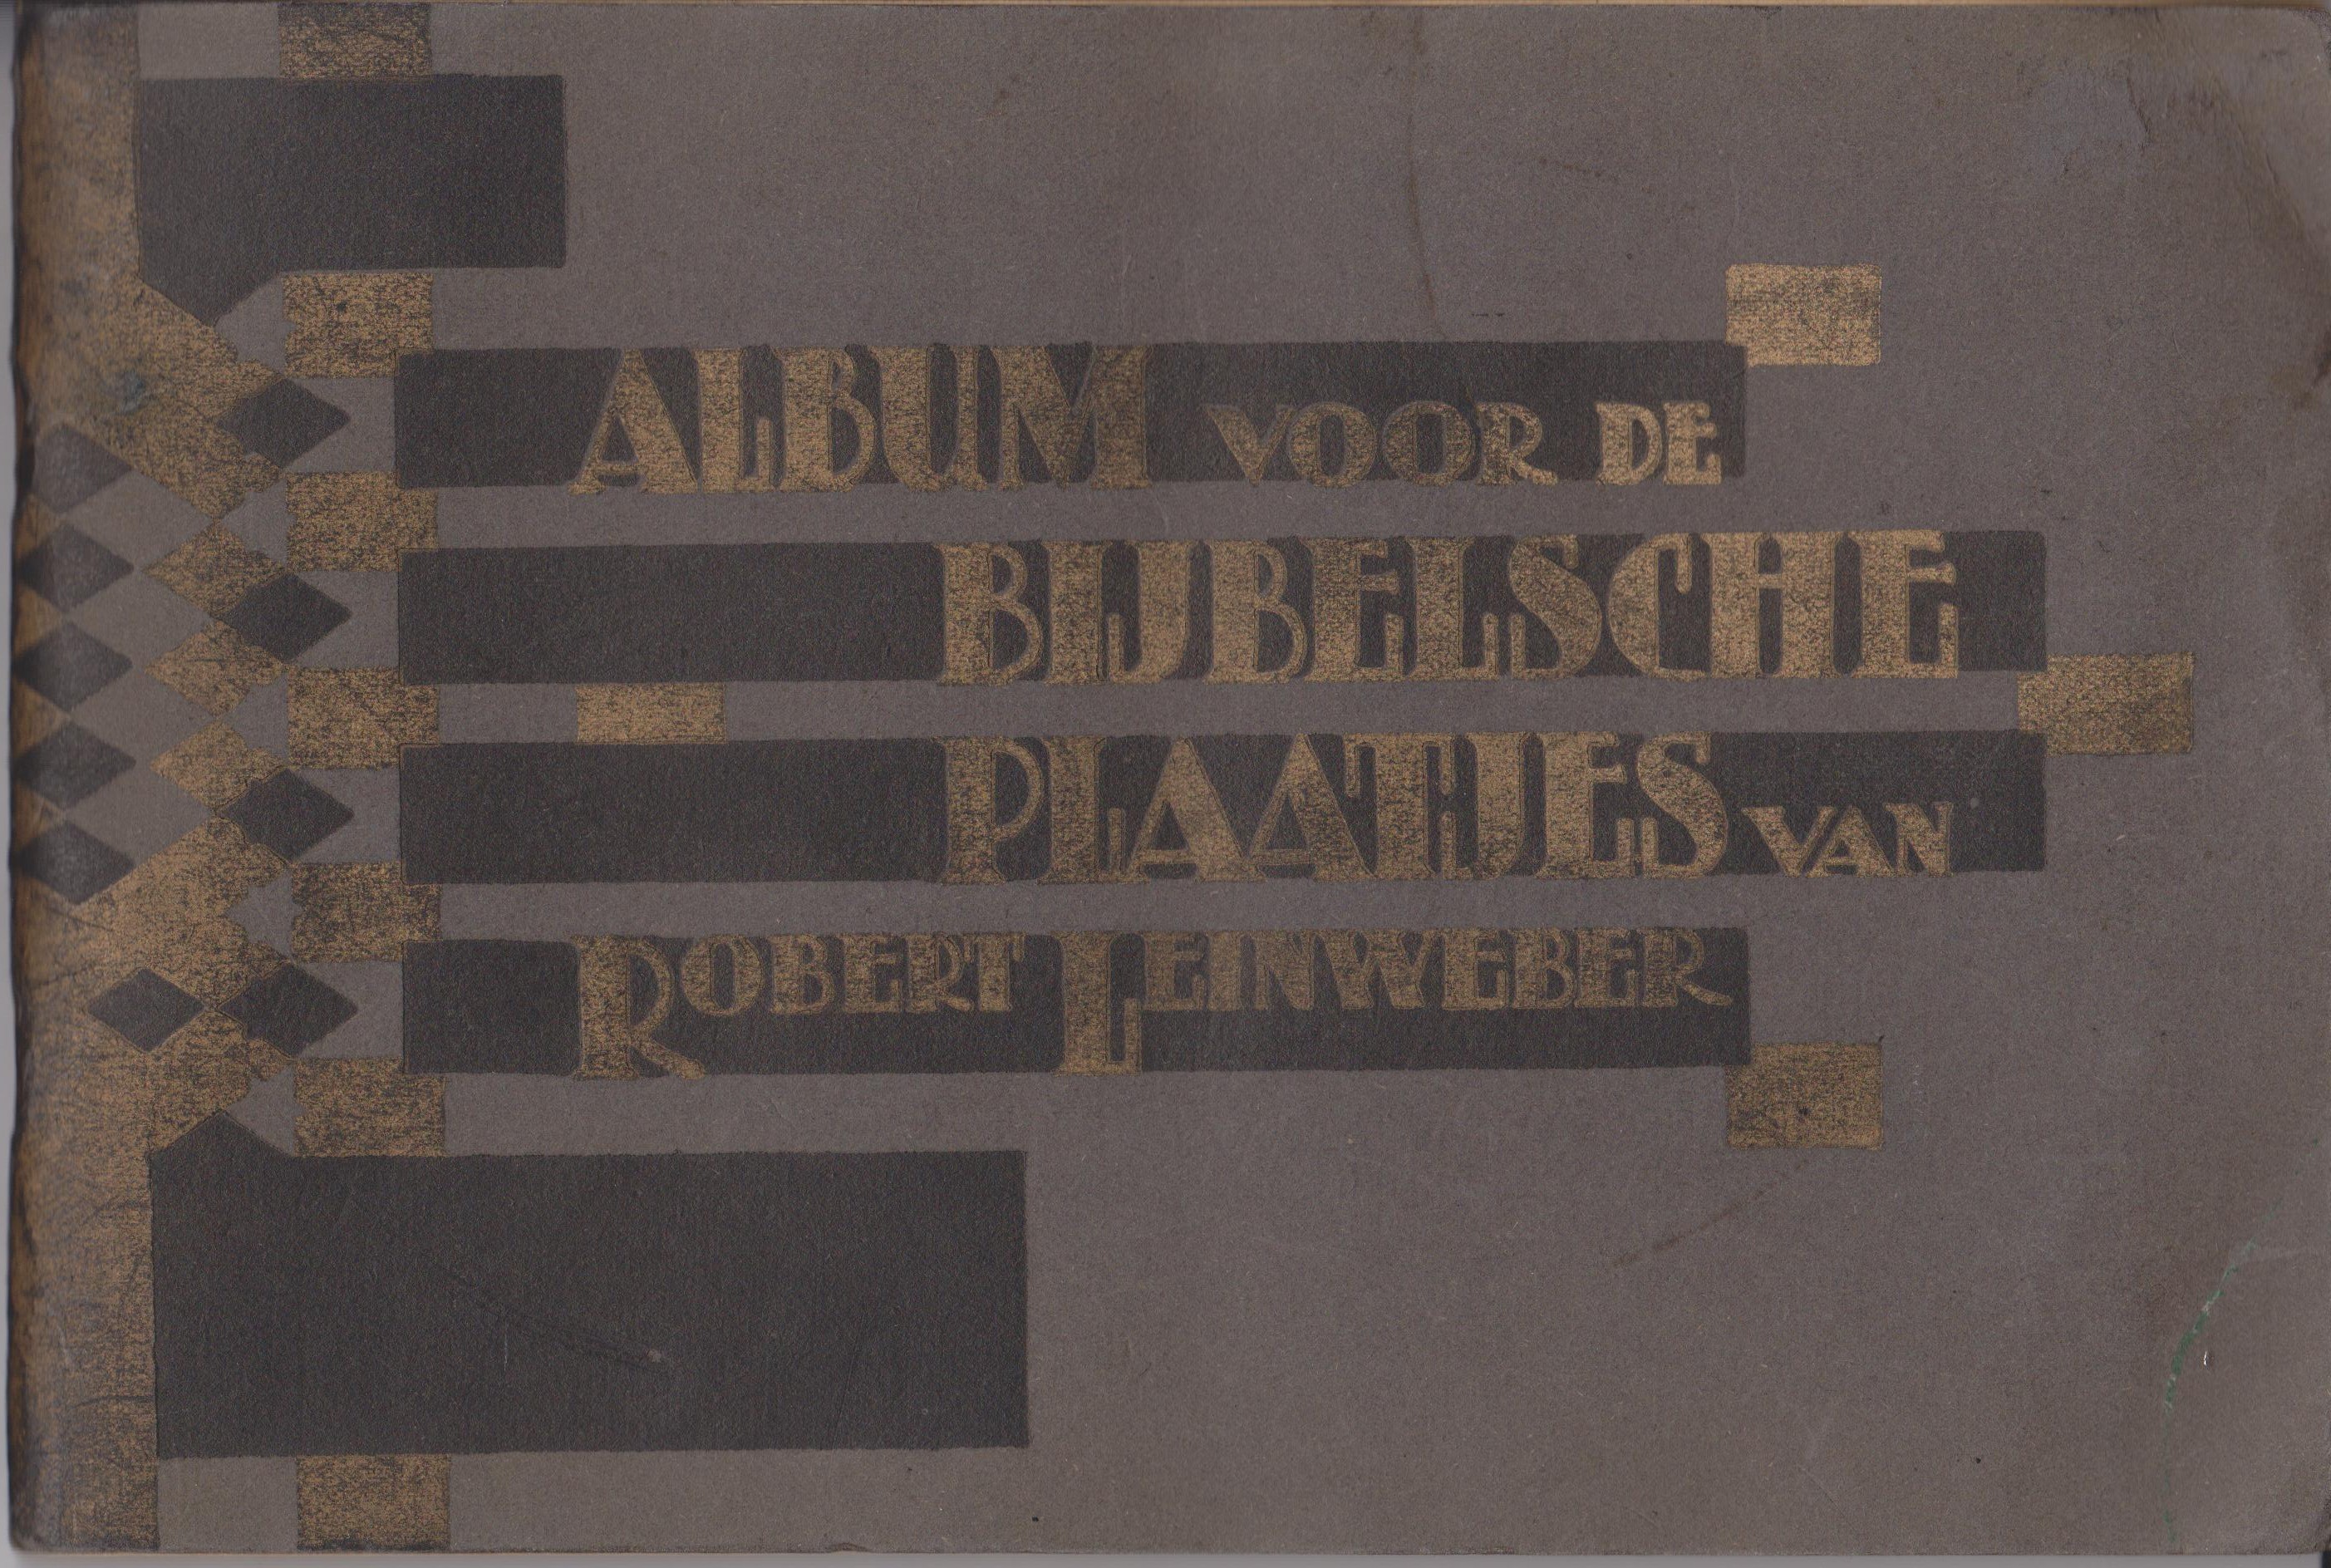 ALBUM VOOR DE
BIJBELSCHE
PLAATJES VAN
ROBERT LEINWEBER